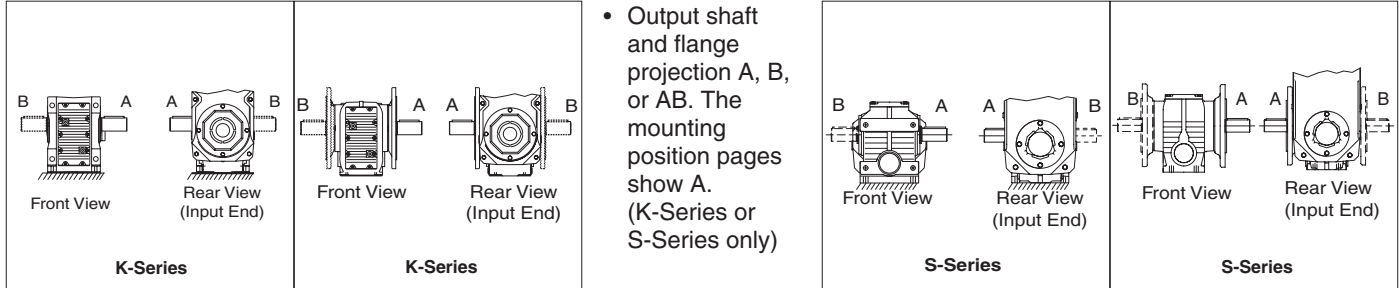 B A A B
Front View
Rear View
(Input End)
K-Series
B A A B
Front View
Rear View
(Input End)
K-Series
• Output shaft
and flange
projection A, B,
or AB. The
mounting
position pages
show A.
(K-Series or
S-Series only)
B A A B
Front View
Rear View
(Input End)
S-Series
B A A B
Front View
Rear View
(Input End)
S-Series